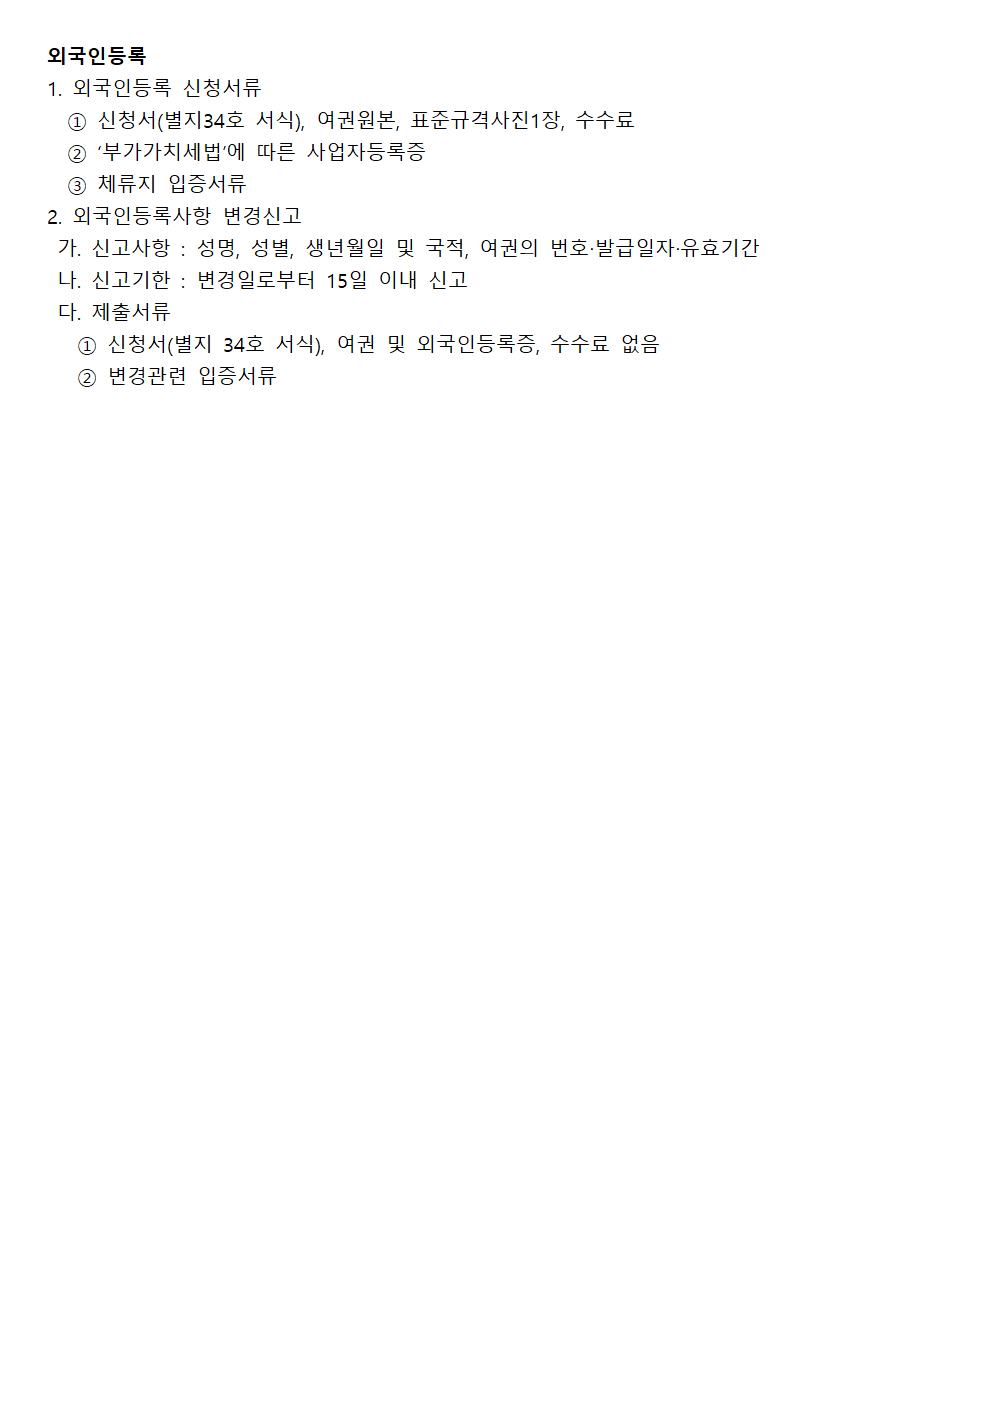 외국인등록
1. 외국인등록 신청서류
① 신청서(별지34호 서식), 여권원본, 표준규격사진1장, 수수료
② ‘부가가치세법’에 따른 사업자등록증
③ 체류지 입증서류
2. 외국인등록사항 변경신고
가. 신고사항 : 성명, 성별, 생년월일 및 국적, 여권의 번호·발급일자·유효기간
나. 신고기한 : 변경일로부터 15일 이내 신고
다. 제출서류
① 신청서(별지 34호 서식), 여권 및 외국인등록증, 수수료 없음
② 변경관련 입증서류